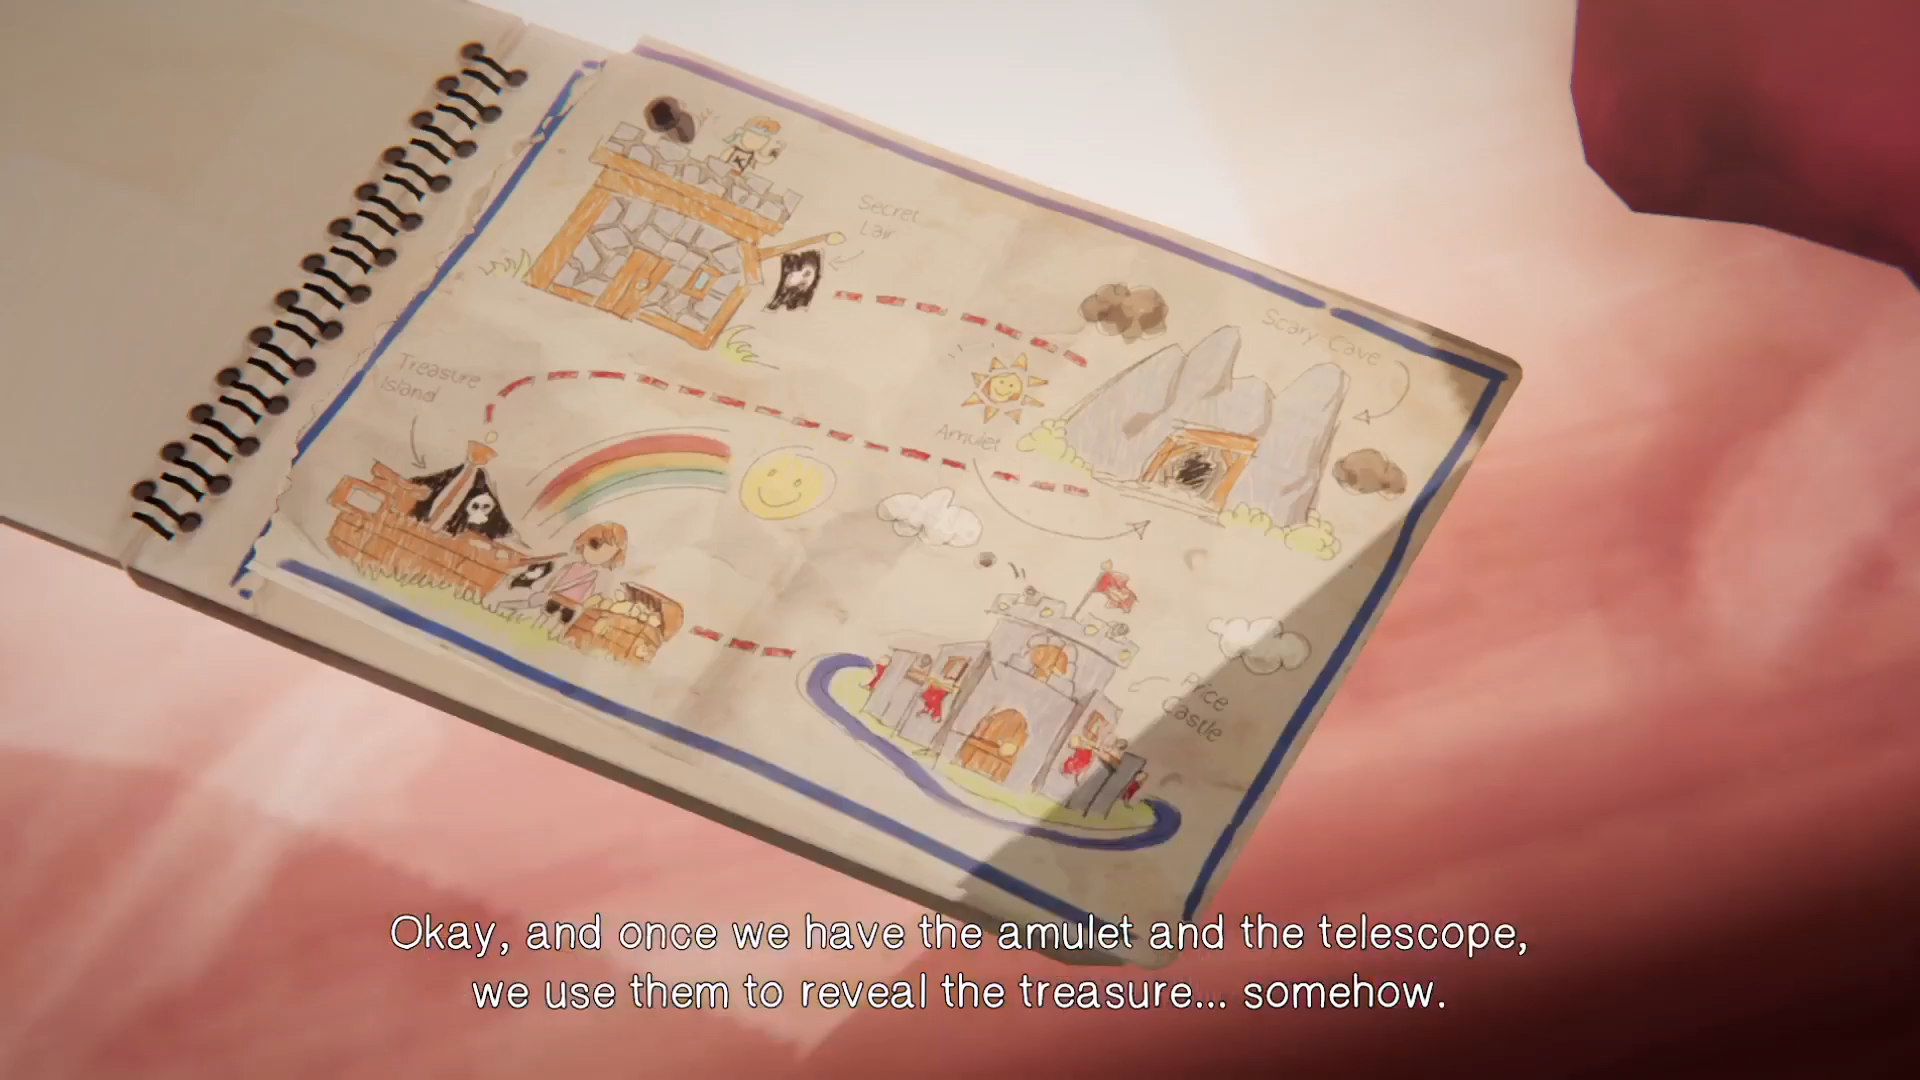 Secret
Lair
Scary Cave
Treasure
Island
Amulet
Price
Castle
Okay, and once we have the amulet and the telescope,
we use them to reveal the treasure... somehow.